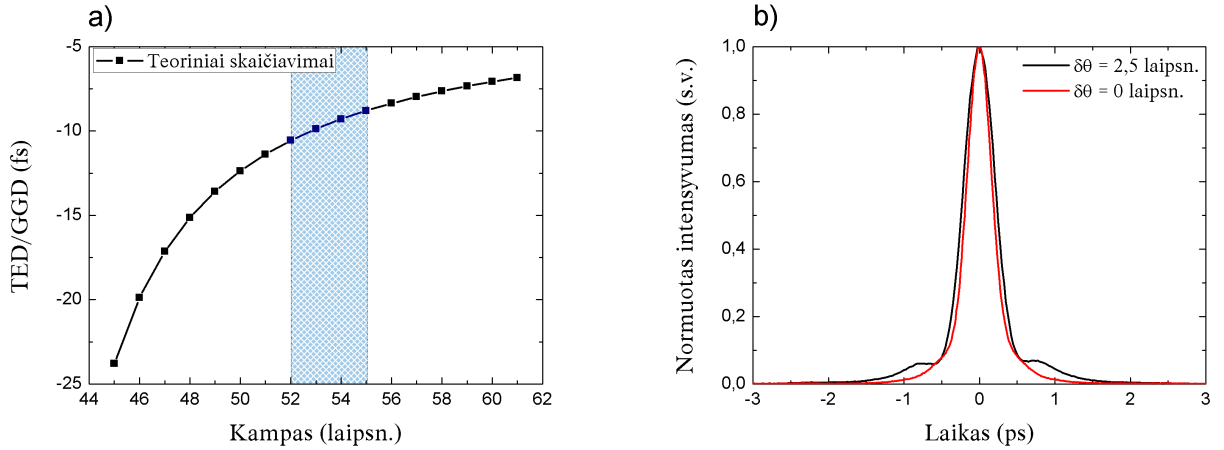 a)
TED/GGD (fs)
-5
-10
-15
-20
-25
Teoriniai skaičiavimai
44 46 48 50 52 54 56 58 60 62
Kampas (laipsn.)
b)
Normuotas intensyvumas (s.v.)
1,0
0,8
0,6
0,4
0,2
0,0
δθ = 2,5 laipsn.
δθ = 0 laipsn.
-3 -2 -1 0 1 2 3
Laikas (ps)